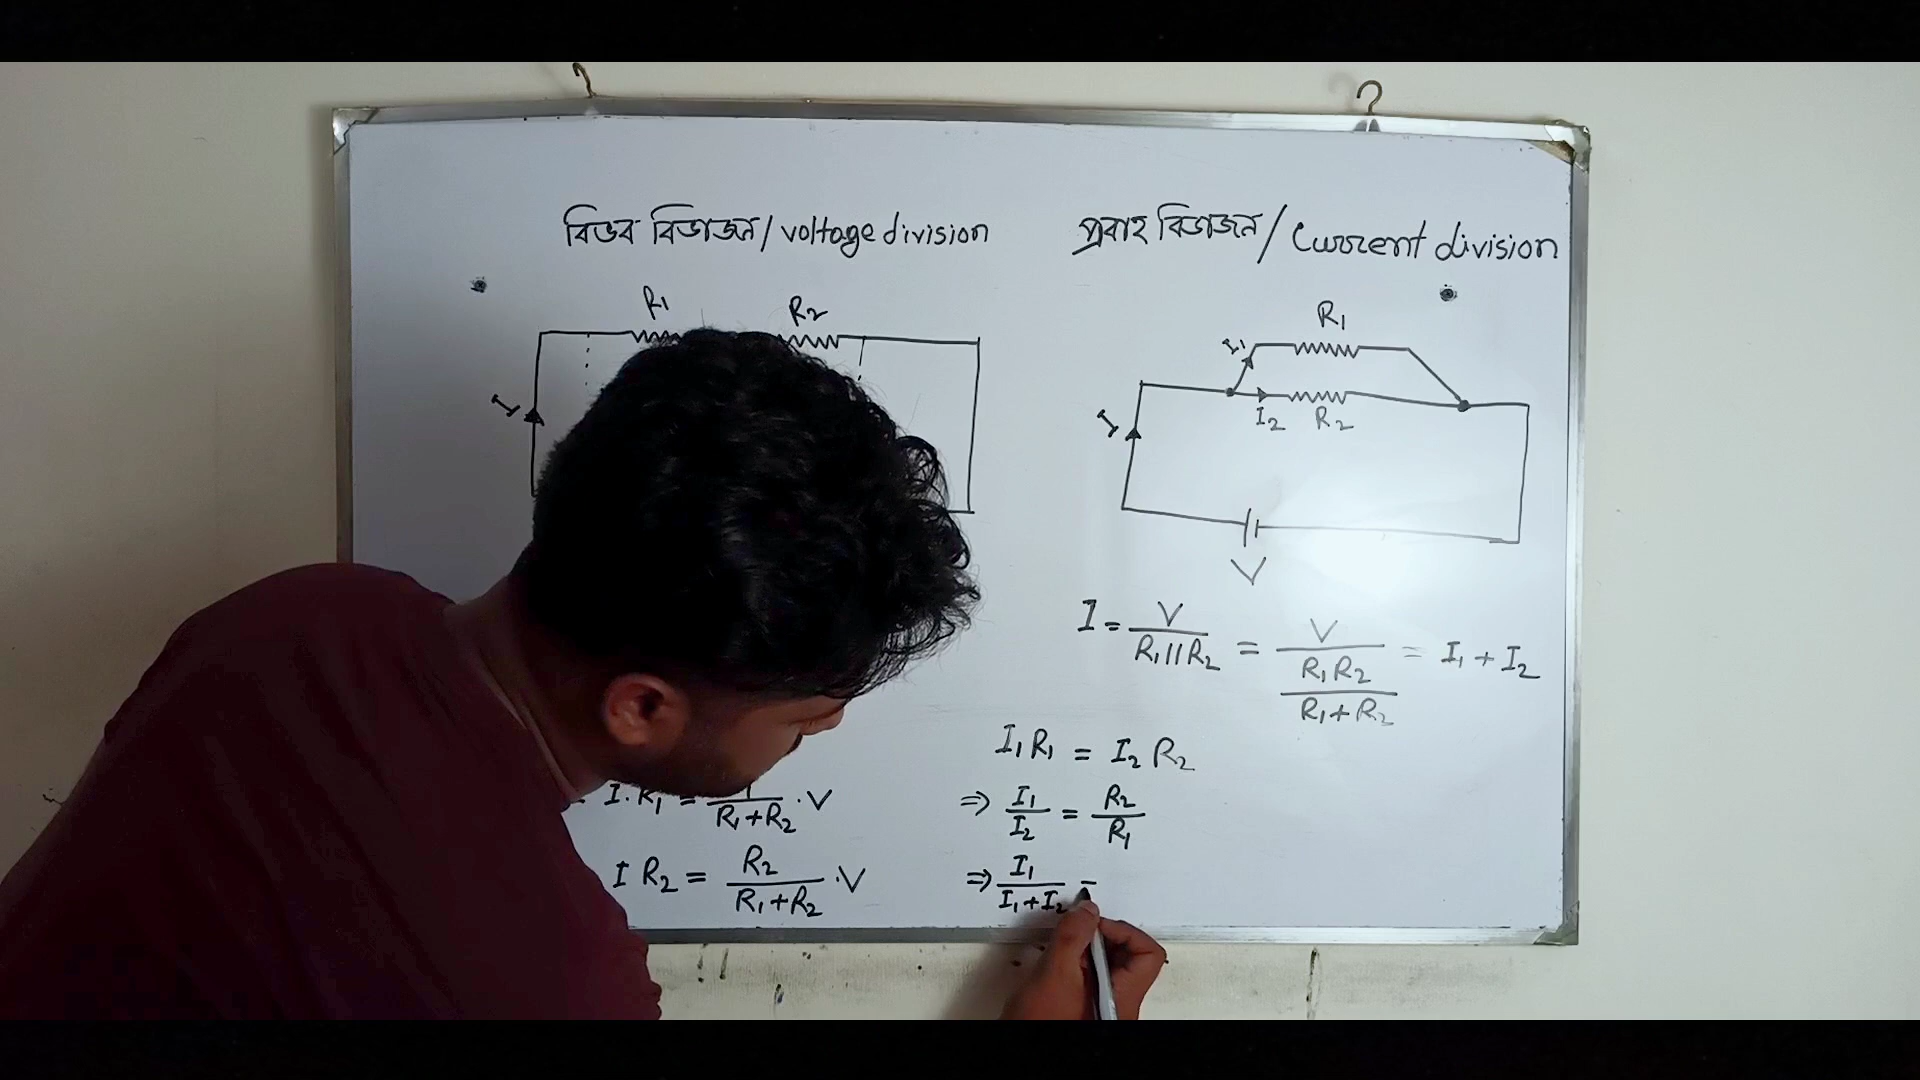 বিভব বিভাজন / voltage division
R₁ R₂
I
I · R₁ = / R₁+R₂ · V
I R₂ = R₂ / R₁+R₂ · V
প্রবাহ বিভাজন / Current division
R₁
I₁
I₂ R₂
I
V
I = V / R₁||R₂ = V / (R₁R₂ / R₁+R₂) = I₁ + I₂
I₁R₁ = I₂R₂
⇒ I₁/I₂ = R₂/R₁
⇒ I₁ / I₁+I₂ =